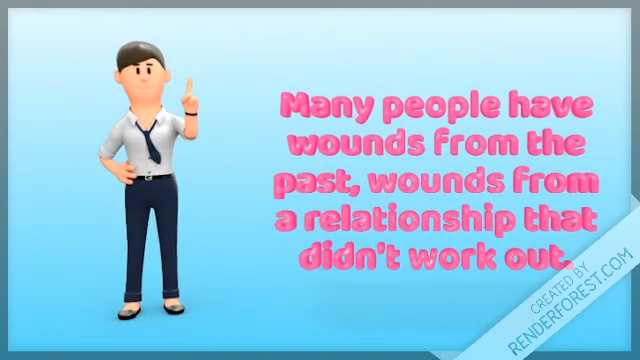 Many people have
wounds from the
past, wounds from
a relationship that
didn't work out.
CREATED BY
RENDERFOREST.COM